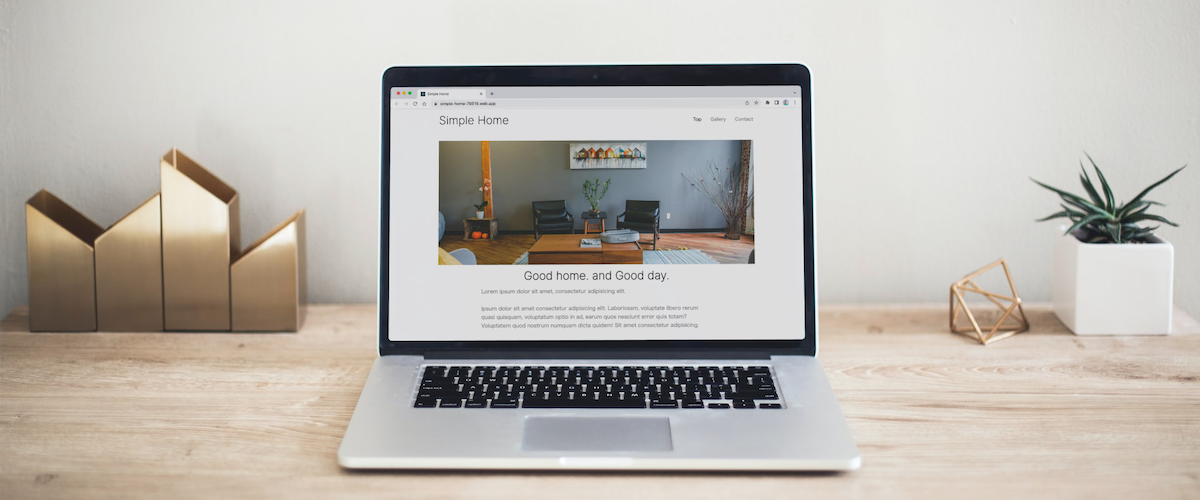 Simple Home
simple-home-76516.web.app
Simple Home
Top Gallery Contact
Good home. and Good day.
Lorem ipsum dolor sit amet, consectetur adipisicing elit.
Ipsum dolor sit amet consectetur adipisicing elit. Laboriosam, voluptate libero rerum
quasi quisquam, voluptatum optio in ad, earum quos nesciunt error quis totam?
Voluptatem quod nostrum numquam dicta quidem! Sit amet consectetur adipisicing.